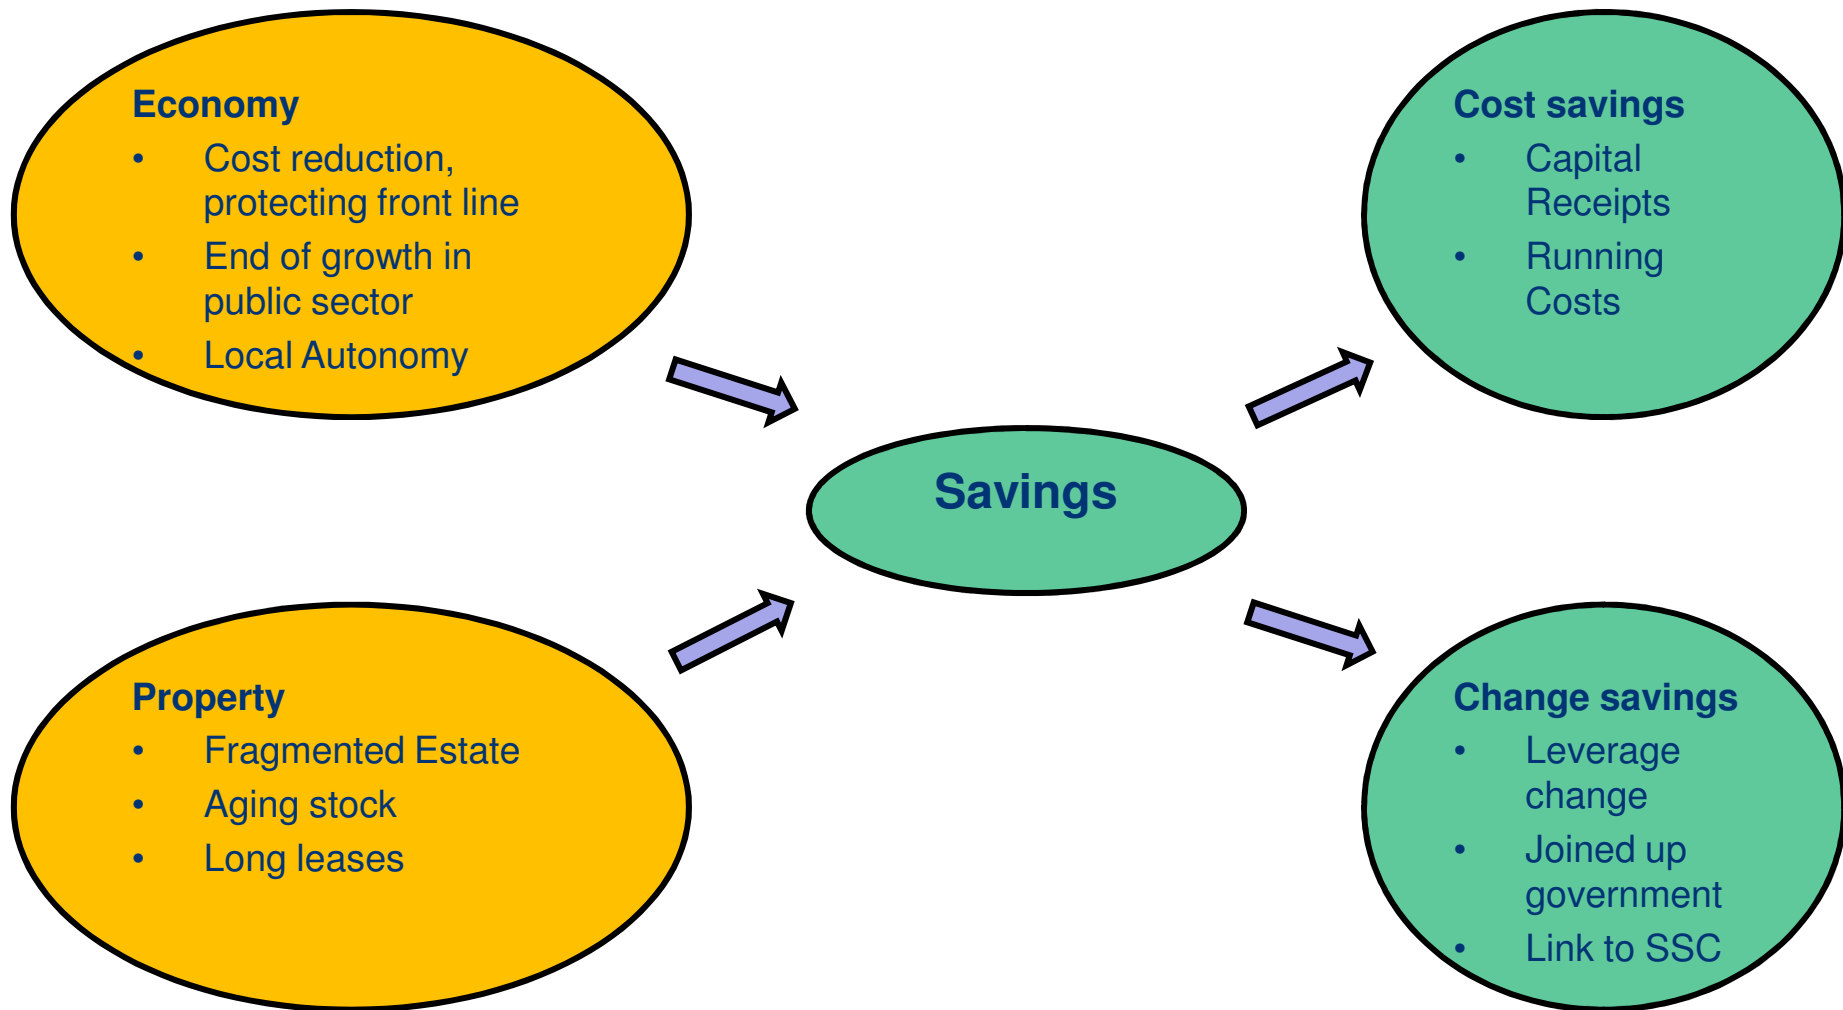 Economy
• Cost reduction,
protecting front line
• End of growth in
public sector
• Local Autonomy
Cost savings
• Capital
Receipts
• Running
Costs
Savings
Property
• Fragmented Estate
• Aging stock
• Long leases
Change savings
• Leverage
change
• Joined up
government
• Link to SSC